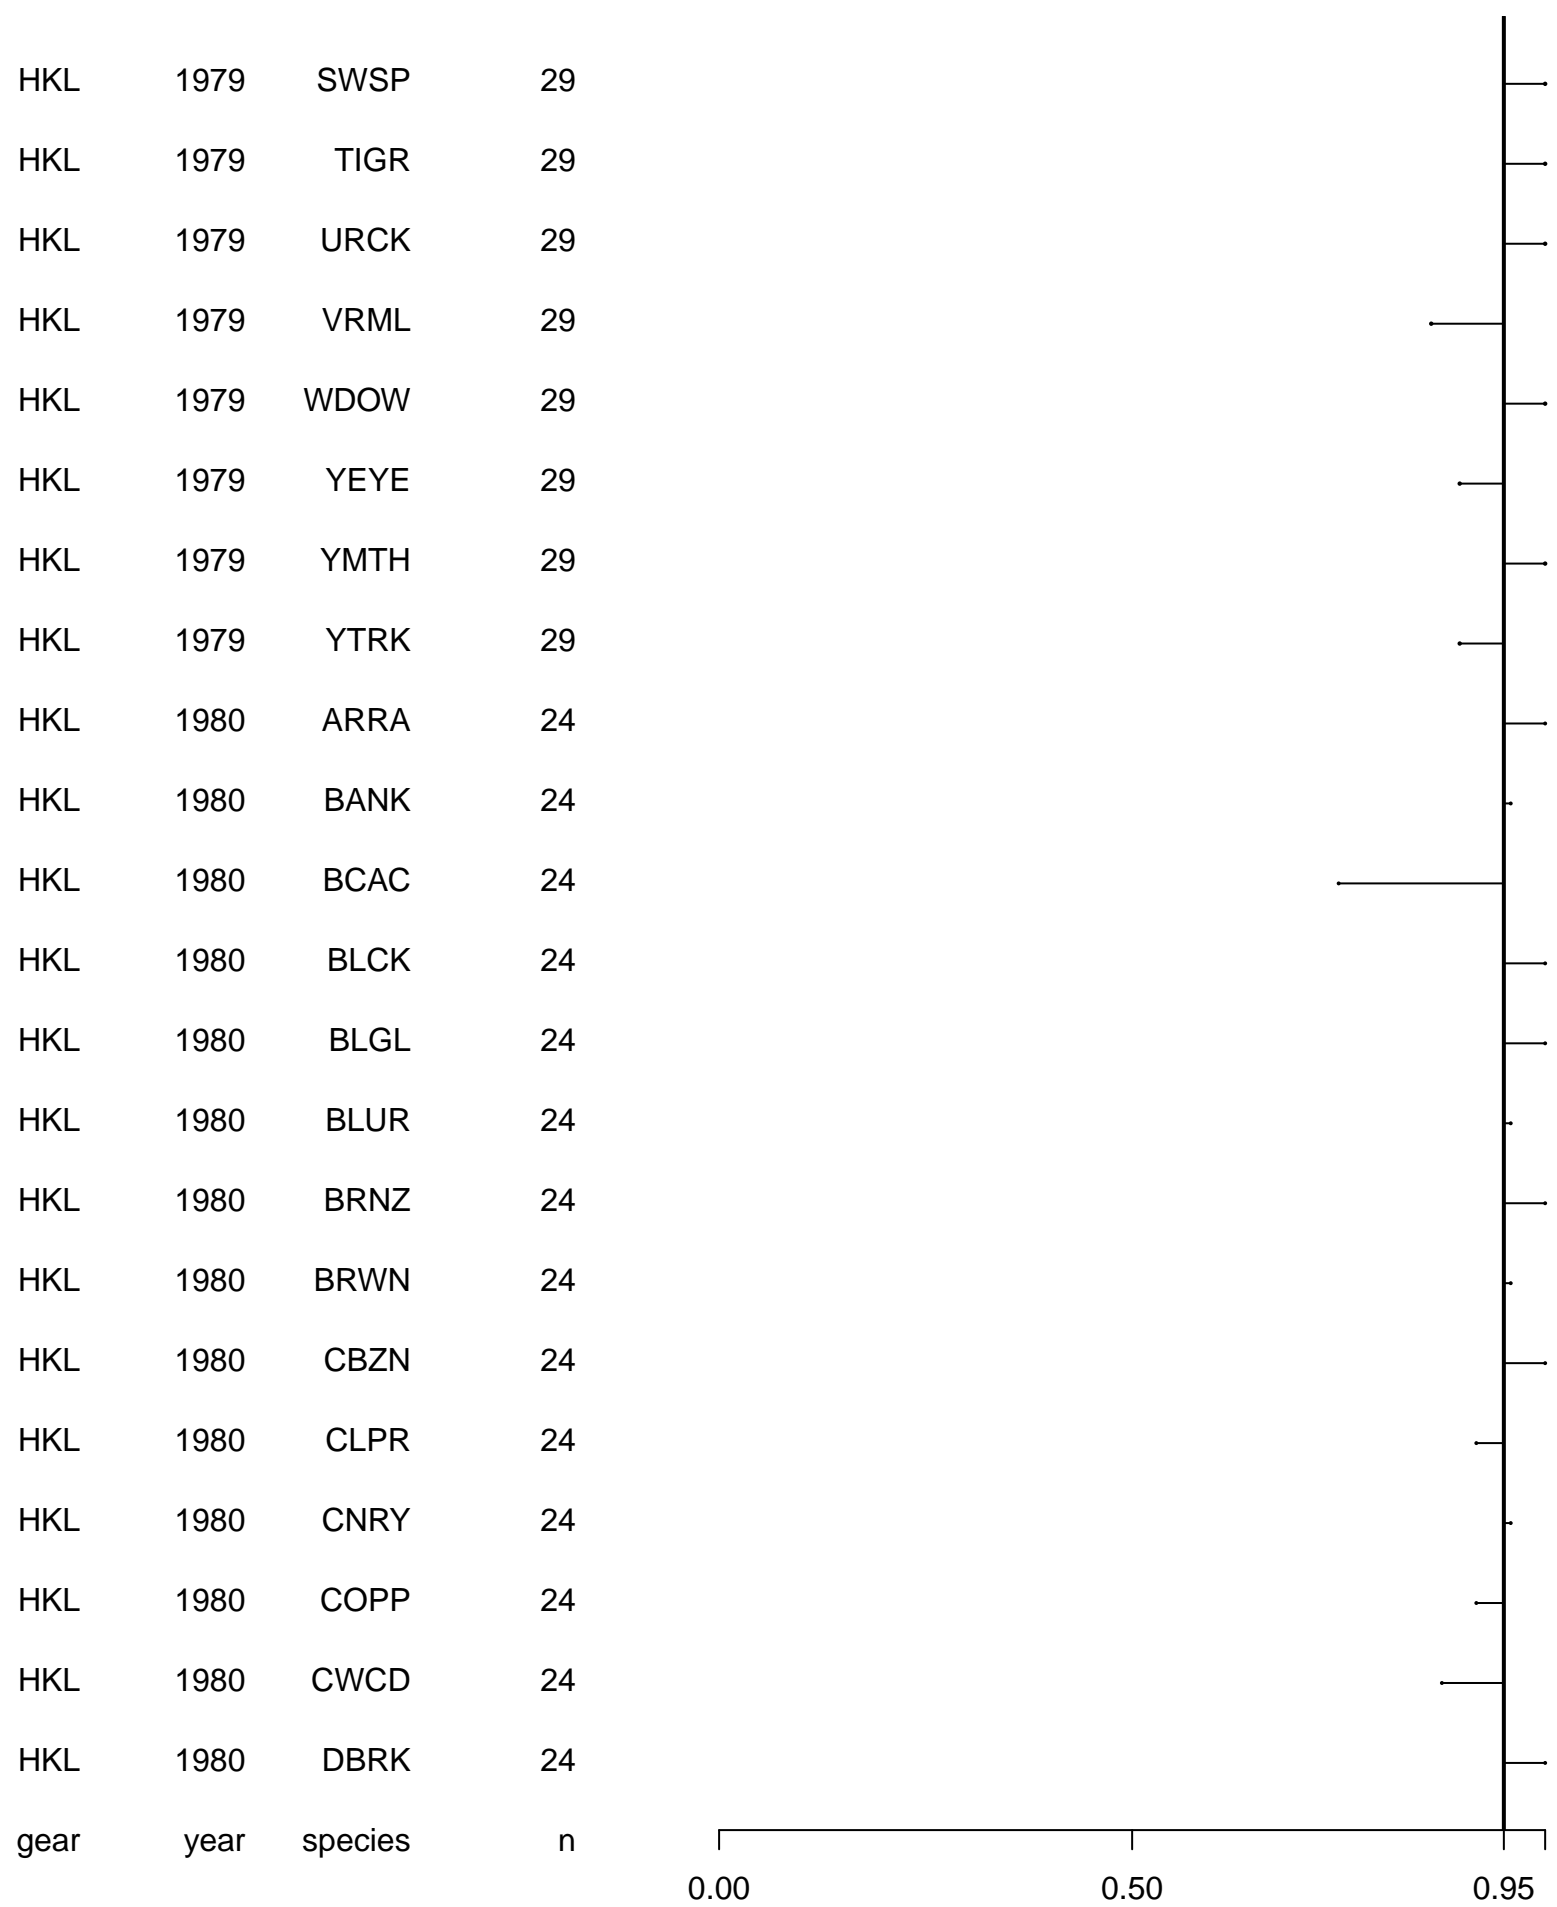 HKL 1979 SWSP 29
HKL 1979 TIGR 29
HKL 1979 URCK 29
HKL 1979 VRML 29
HKL 1979 WDOW 29
HKL 1979 YEYE 29
HKL 1979 YMTH 29
HKL 1979 YTRK 29
HKL 1980 ARRA 24
HKL 1980 BANK 24
HKL 1980 BCAC 24
HKL 1980 BLCK 24
HKL 1980 BLGL 24
HKL 1980 BLUR 24
HKL 1980 BRNZ 24
HKL 1980 BRWN 24
HKL 1980 CBZN 24
HKL 1980 CLPR 24
HKL 1980 CNRY 24
HKL 1980 COPP 24
HKL 1980 CWCD 24
HKL 1980 DBRK 24
gear year species n
0.00 0.50 0.95